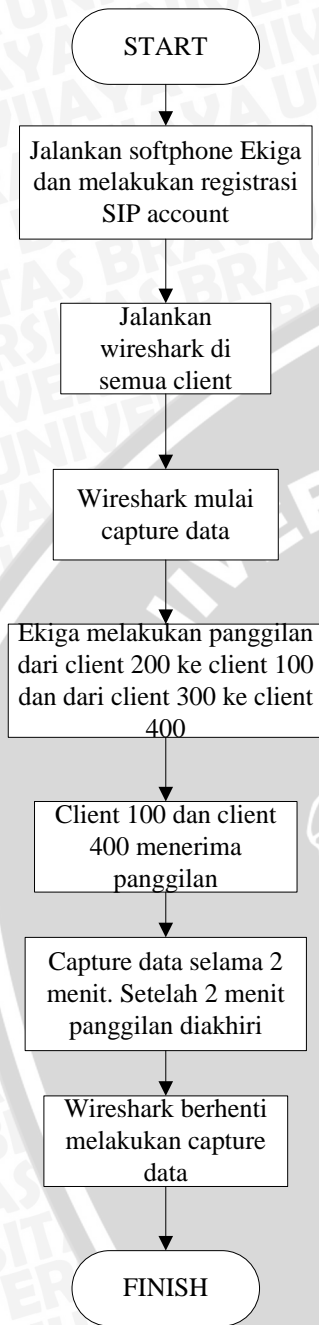 START
Jalankan softphone Ekiga
dan melakukan registrasi
SIP account
Jalankan
wireshark di
semua client
Wireshark mulai
capture data
Ekiga melakukan panggilan
dari client 200 ke client 100
dan dari client 300 ke client
400
Client 100 dan client
400 menerima
panggilan
Capture data selama 2
menit. Setelah 2 menit
panggilan diakhiri
Wireshark berhenti
melakukan capture
data
FINISH